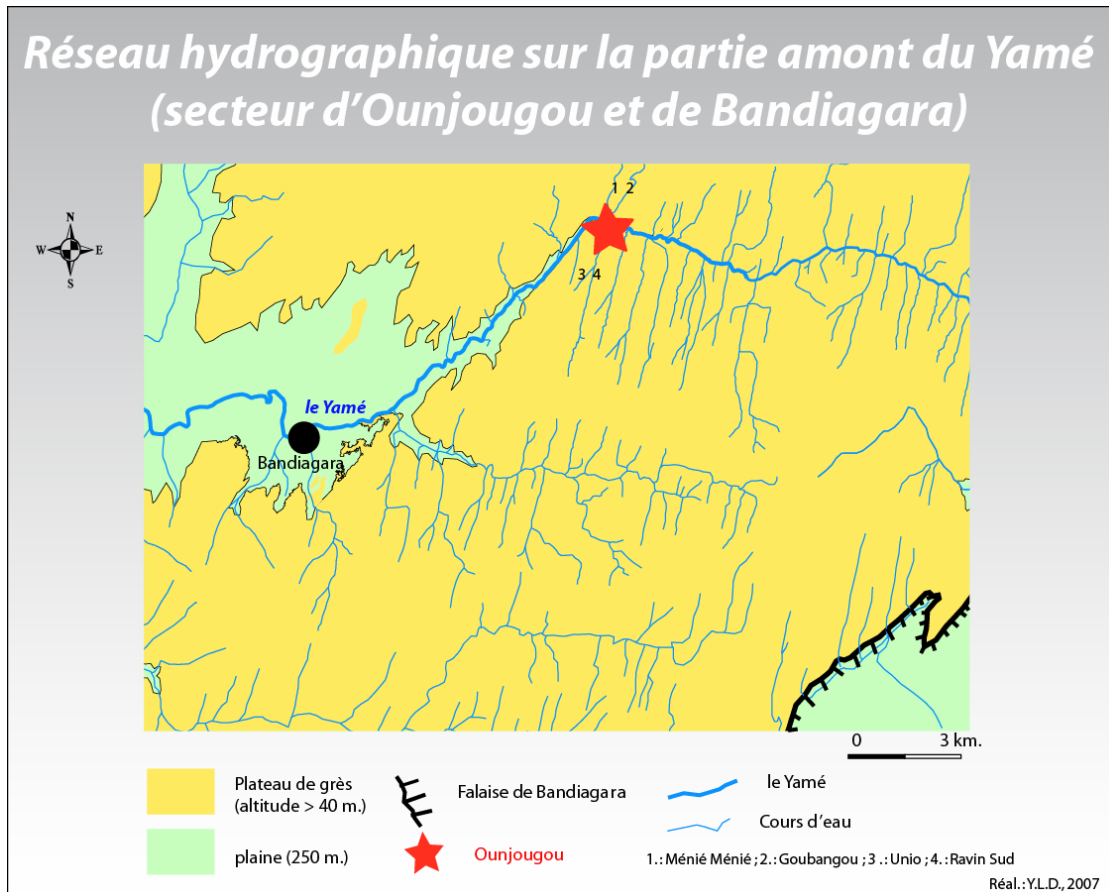 Réseau hydrographique sur la partie amont du Yamé
(secteur d'Ounjougou et de Bandiagara)
N
W E
S
1 2
3 4
le Yamé
Bandiagara
0 3 km.
Plateau de grès
(altitude > 40 m.)
Falaise de Bandiagara
le Yamé
Cours d'eau
plaine (250 m.)
Ounjougou
1.: Ménié Ménié ; 2.: Goubangou ; 3 .: Unio ; 4.: Ravin Sud
Réal.: Y.L.D., 2007